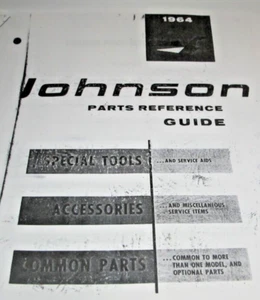 1964
Johnson
PARTS REFERENCE
GUIDE
SPECIAL TOOLS
...AND SERVICE AIDS
ACCESSORIES
...AND MISCELLANEOUS
SERVICE ITEMS
COMMON PARTS
...COMMON TO MORE
THAN ONE MODEL, AND
OPTIONAL PARTS